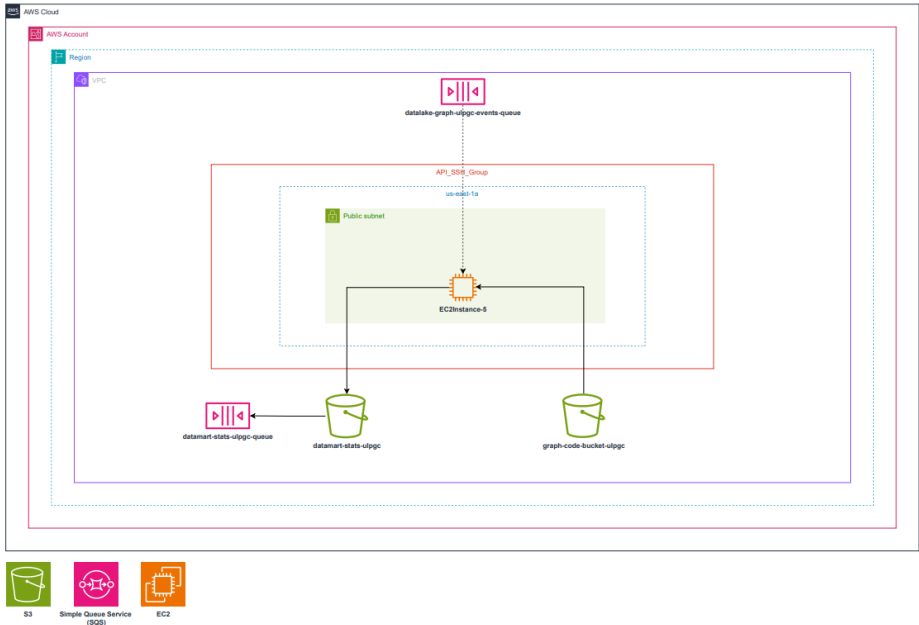 aws AWS Cloud
AWS Account
Region
VPC
datalake-graph-ulpgc-events-queue
API_SSH_Group
us-east-1a
Public subnet
EC2Instance-5
datamart-stats-ulpgc-queue
datamart-stats-ulpgc
graph-code-bucket-ulpgc
S3
Simple Queue Service
(SQS)
EC2